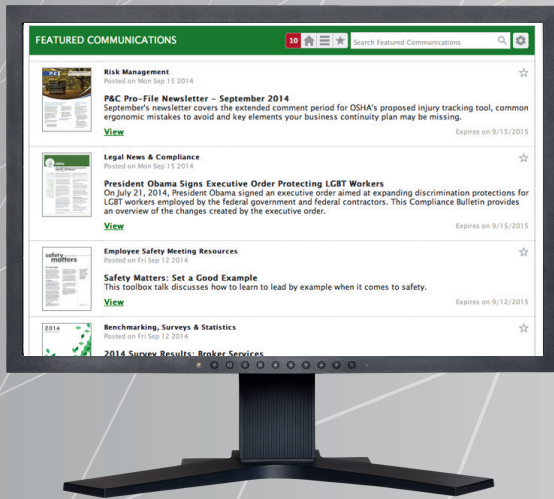 FEATURED COMMUNICATIONS
10
Search Featured Communications
Risk Management
Posted on Mon Sep 15 2014
P&C Pro-File Newsletter – September 2014
September's newsletter covers the extended comment period for OSHA's proposed injury tracking tool, common
ergonomic mistakes to avoid and key elements your business continuity plan may be missing.
View
Expires on 9/15/2015
Legal News & Compliance
Posted on Mon Sep 15 2014
President Obama Signs Executive Order Protecting LGBT Workers
On July 21, 2014, President Obama signed an executive order aimed at expanding discrimination protections for
LGBT workers employed by the federal government and federal contractors. This Compliance Bulletin provides
an overview of the changes created by the executive order.
View
Expires on 9/15/2015
safety
matters
Employee Safety Meeting Resources
Posted on Fri Sep 12 2014
Safety Matters: Set a Good Example
This toolbox talk discusses how to learn to lead by example when it comes to safety.
View
Expires on 9/12/2015
2014
Benchmarking, Surveys & Statistics
Posted on Fri Sep 12 2014
2014 Survey Results: Broker Services